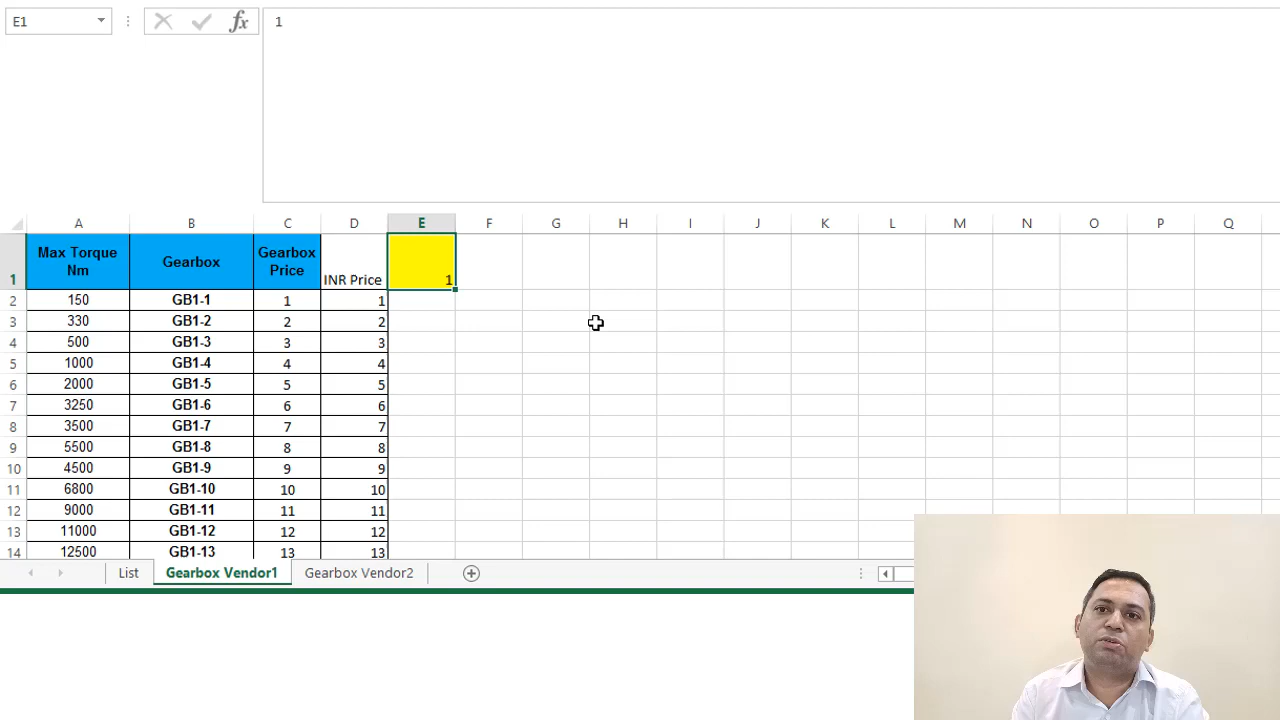 E1
fx
1
A B C D E F G H I J K L M N O P Q
1 Max Torque Nm Gearbox Gearbox Price INR Price 1
2 150 GB1-1 1 1
3 330 GB1-2 2 2
4 500 GB1-3 3 3
5 1000 GB1-4 4 4
6 2000 GB1-5 5 5
7 3250 GB1-6 6 6
8 3500 GB1-7 7 7
9 5500 GB1-8 8 8
10 4500 GB1-9 9 9
11 6800 GB1-10 10 10
12 9000 GB1-11 11 11
13 11000 GB1-12 12 12
14 12500 GB1-13 13 13
List Gearbox Vendor1 Gearbox Vendor2